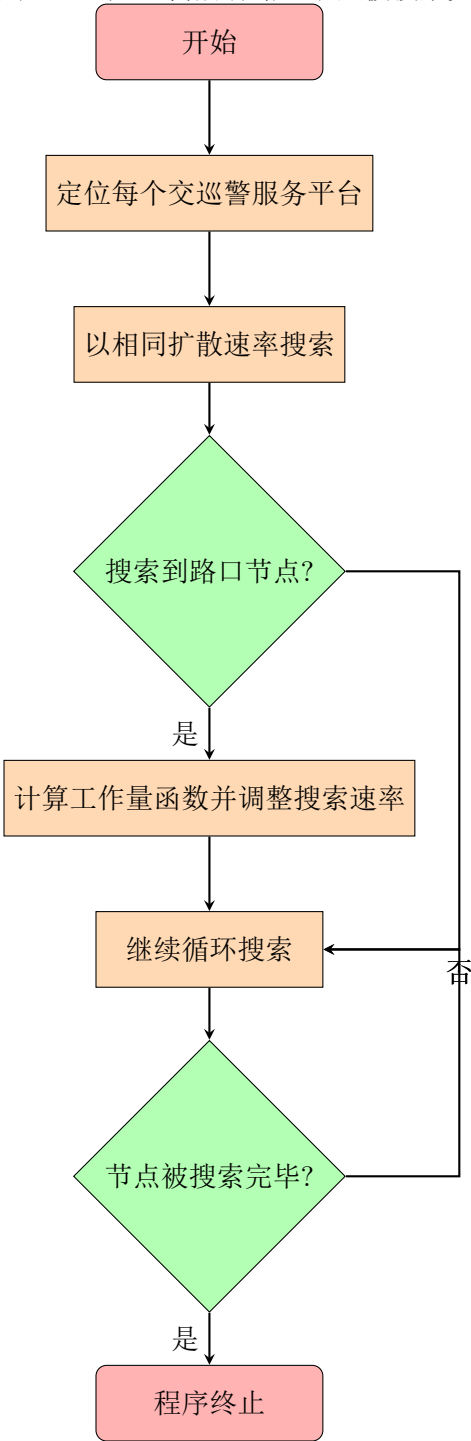 开始
定位每个交巡警服务平台
以相同扩散速率搜索
搜索到路口节点?
是
计算工作量函数并调整搜索速率
继续循环搜索
否
节点被搜索完毕?
是
程序终止